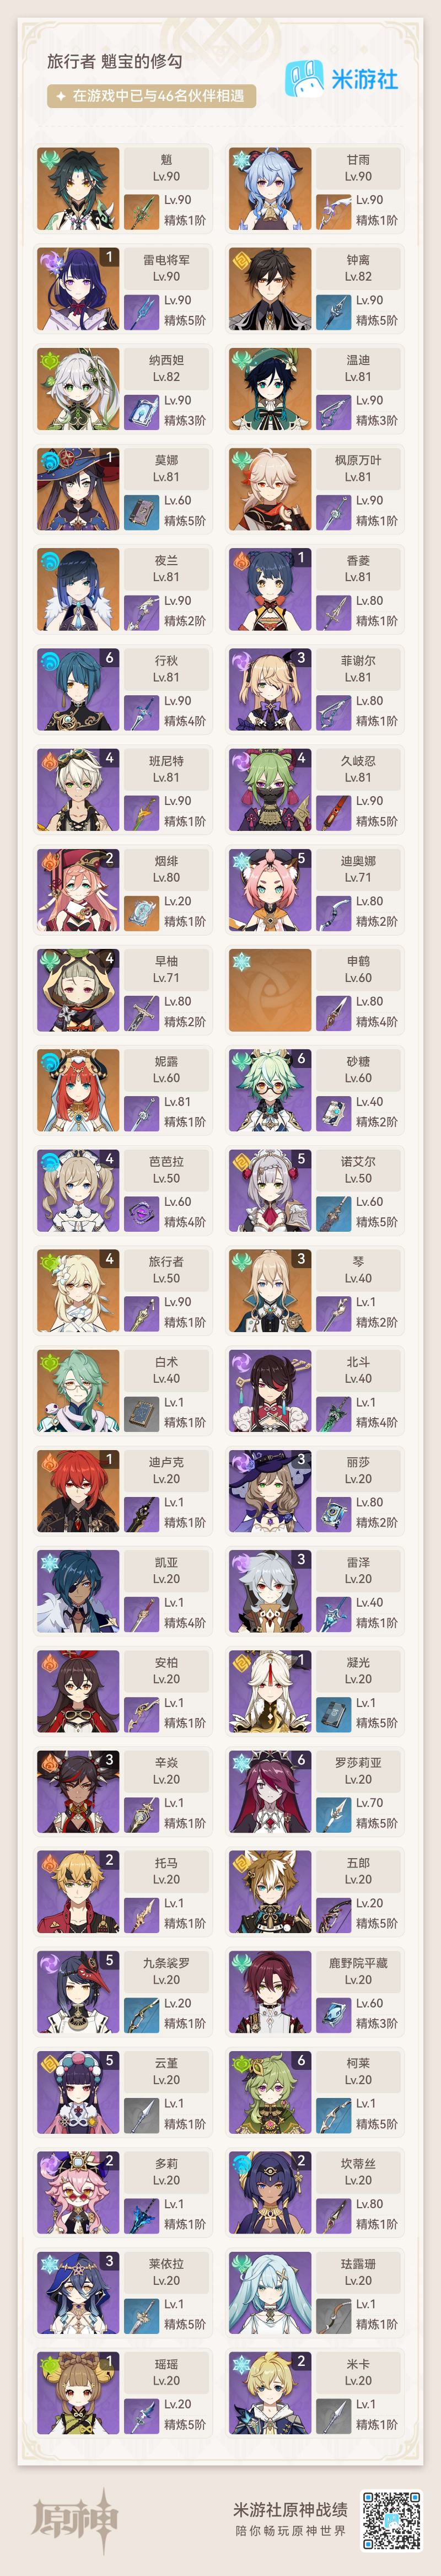 旅行者 魈宝的修勾
在游戏中已与46名伙伴相遇
米游社
魈
Lv.90
Lv.90
精炼1阶
甘雨
Lv.90
Lv.90
精炼1阶
1
雷电将军
Lv.90
Lv.90
精炼5阶
钟离
Lv.82
Lv.90
精炼5阶
纳西妲
Lv.82
Lv.90
精炼3阶
温迪
Lv.81
Lv.90
精炼3阶
1
莫娜
Lv.81
Lv.60
精炼5阶
枫原万叶
Lv.81
Lv.90
精炼1阶
夜兰
Lv.81
Lv.90
精炼2阶
1
香菱
Lv.81
Lv.80
精炼1阶
6
行秋
Lv.81
Lv.90
精炼4阶
3
菲谢尔
Lv.81
Lv.80
精炼1阶
4
班尼特
Lv.81
Lv.90
精炼1阶
4
久岐忍
Lv.81
Lv.90
精炼5阶
2
烟绯
Lv.80
Lv.20
精炼1阶
5
迪奥娜
Lv.71
Lv.80
精炼2阶
4
早柚
Lv.71
Lv.80
精炼2阶
申鹤
Lv.60
Lv.80
精炼4阶
妮露
Lv.60
Lv.81
精炼1阶
6
砂糖
Lv.60
Lv.40
精炼2阶
4
芭芭拉
Lv.50
Lv.60
精炼4阶
5
诺艾尔
Lv.50
Lv.60
精炼5阶
4
旅行者
Lv.50
Lv.90
精炼1阶
3
琴
Lv.40
Lv.1
精炼2阶
白术
Lv.40
Lv.1
精炼1阶
北斗
Lv.40
Lv.1
精炼4阶
1
迪卢克
Lv.20
Lv.1
精炼1阶
3
丽莎
Lv.20
Lv.80
精炼2阶
凯亚
Lv.20
Lv.1
精炼4阶
3
雷泽
Lv.20
Lv.40
精炼1阶
安柏
Lv.20
Lv.1
精炼1阶
1
凝光
Lv.20
Lv.1
精炼5阶
3
辛焱
Lv.20
Lv.1
精炼1阶
6
罗莎莉亚
Lv.20
Lv.70
精炼1阶
2
托马
Lv.20
Lv.1
精炼1阶
五郎
Lv.20
Lv.20
精炼5阶
5
九条裟罗
Lv.20
Lv.20
精炼1阶
鹿野院平藏
Lv.20
Lv.60
精炼3阶
5
云堇
Lv.20
Lv.1
精炼1阶
6
柯莱
Lv.20
Lv.1
精炼5阶
2
多莉
Lv.20
Lv.1
精炼1阶
2
坎蒂丝
Lv.20
Lv.80
精炼1阶
3
莱依拉
Lv.20
Lv.1
精炼5阶
珐露珊
Lv.20
Lv.1
精炼1阶
1
瑶瑶
Lv.20
Lv.20
精炼5阶
2
米卡
Lv.20
Lv.1
精炼1阶
原神
米游社原神战绩
陪你畅玩原神世界